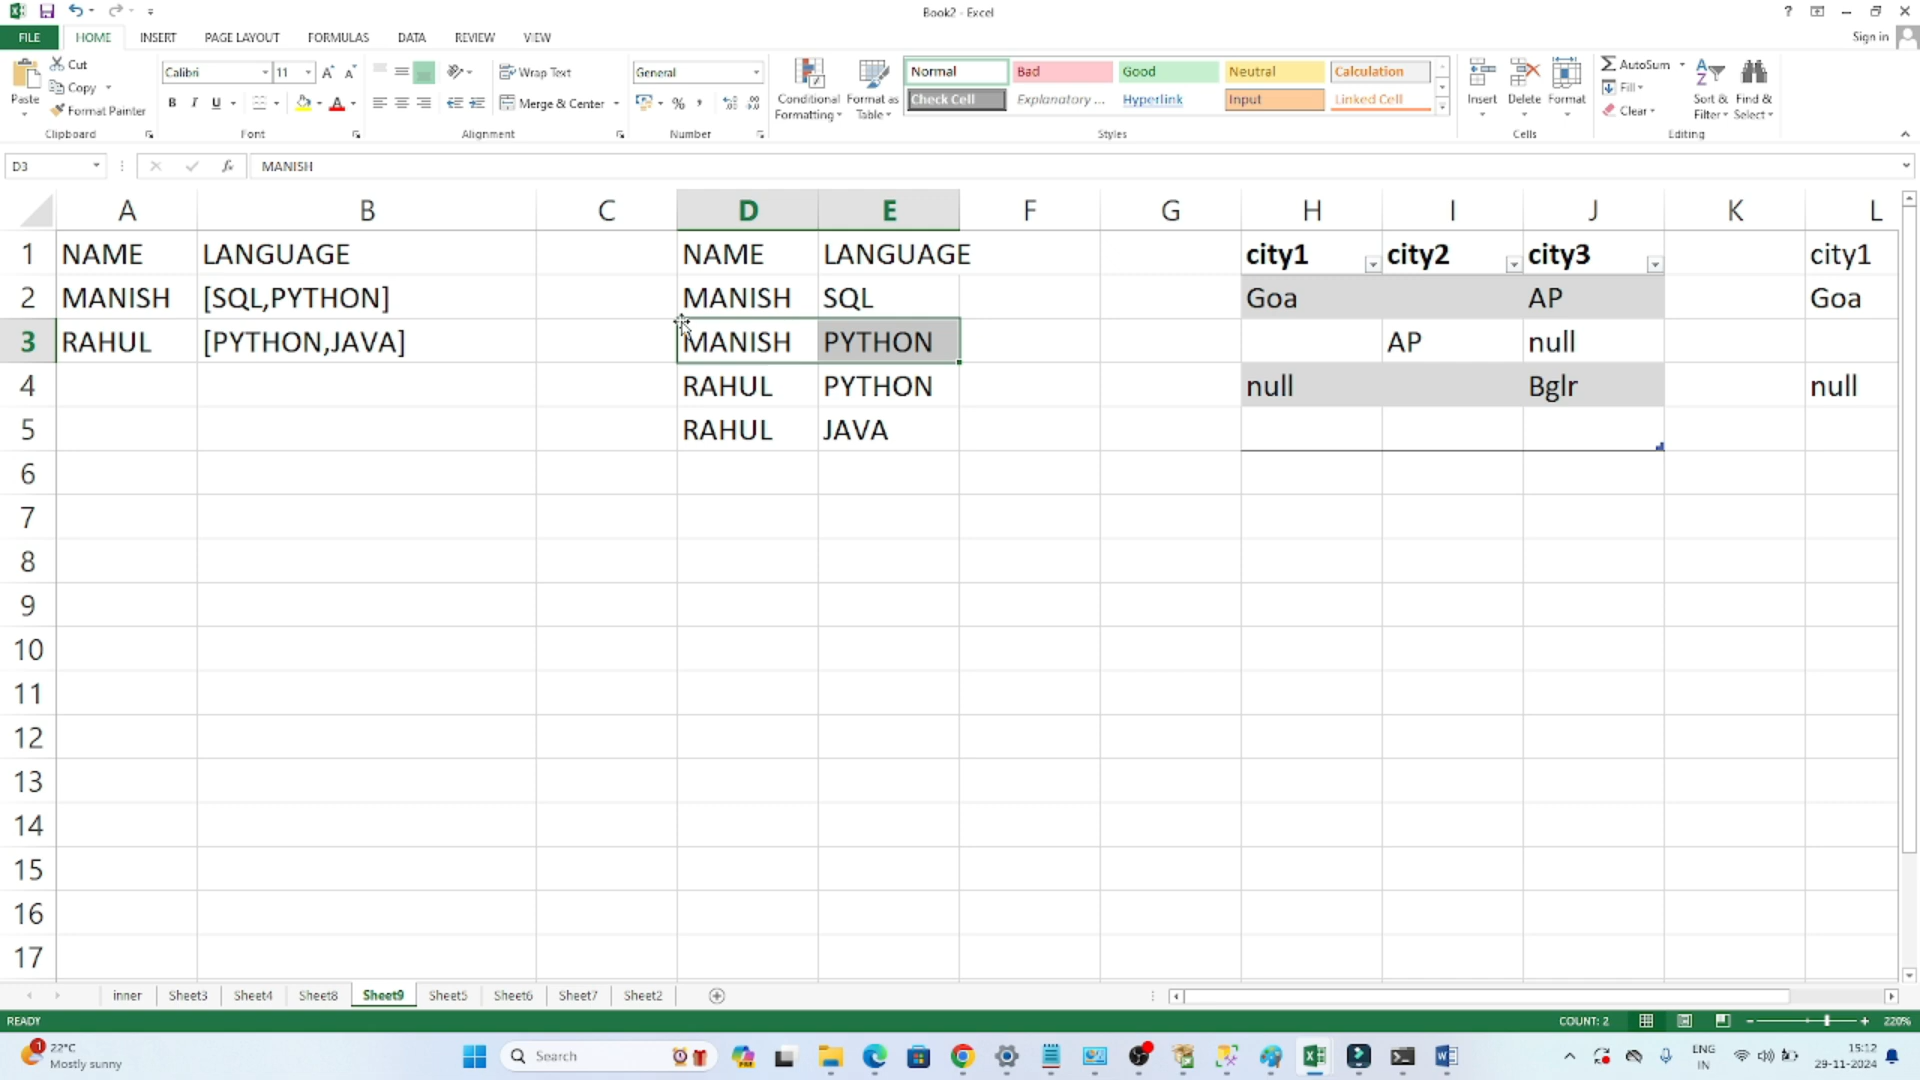 Book2 - Excel
? Sign in
FILE HOME INSERT PAGE LAYOUT FORMULAS DATA REVIEW VIEW
Paste Cut Copy Format Painter
Calibri 11
B I U
Wrap Text
Merge & Center
General
%
Conditional Formatting
Format as Table
Normal Bad Good Neutral Calculation
Check Cell Explanatory ... Hyperlink Input Linked Cell
Insert Delete Format
AutoSum
Fill
Clear
Sort & Filter
Find & Select
Clipboard Font Alignment Number Styles Cells Editing
D3 fx MANISH
A B C D E F G H I J K L
1 NAME LANGUAGE NAME LANGUAGE city1 city2 city3 city1
2 MANISH [SQL,PYTHON] MANISH SQL Goa AP Goa
3 RAHUL [PYTHON,JAVA] MANISH PYTHON AP null
4 RAHUL PYTHON null Bglr null
5 RAHUL JAVA
6
7
8
9
10
11
12
13
14
15
16
17
inner Sheet3 Sheet4 Sheet8 Sheet9 Sheet5 Sheet6 Sheet7 Sheet2
READY COUNT: 2 220%
1 22°C
Mostly sunny
Search
ENG
IN
15:12
29-11-2024